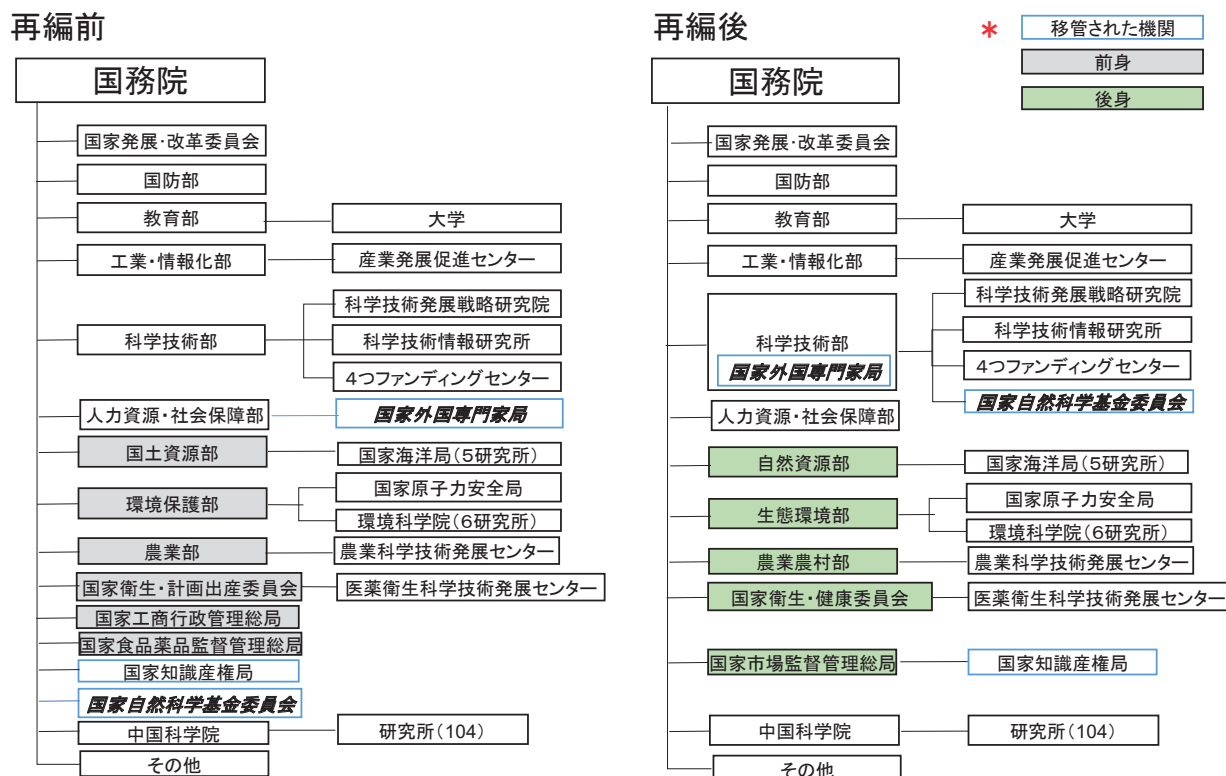 再編前
国務院
国家発展・改革委員会
国防部
教育部
大学
工業・情報化部
産業発展促進センター
科学技術部
科学技術発展戦略研究院
科学技術情報研究所
4つファンディングセンター
人力資源・社会保障部
国家外国専門家局
国土資源部
国家海洋局(5研究所)
環境保護部
国家原子力安全局
環境科学院(6研究所)
農業部
農業科学技術発展センター
国家衛生・計画出産委員会
医薬衛生科学技術発展センター
国家工商行政管理総局
国家食品薬品監督管理総局
国家知識産権局
国家自然科学基金委員会
中国科学院
研究所(104)
その他
再編後
* 移管された機関
前身
後身
国務院
国家発展・改革委員会
国防部
教育部
大学
工業・情報化部
産業発展促進センター
科学技術部
国家外国専門家局
科学技術発展戦略研究院
科学技術情報研究所
4つファンディングセンター
国家自然科学基金委員会
人力資源・社会保障部
自然資源部
国家海洋局(5研究所)
生態環境部
国家原子力安全局
環境科学院(6研究所)
農業農村部
農業科学技術発展センター
国家衛生・健康委員会
医薬衛生科学技術発展センター
国家市場監督管理総局
国家知識産権局
中国科学院
研究所(104)
その他